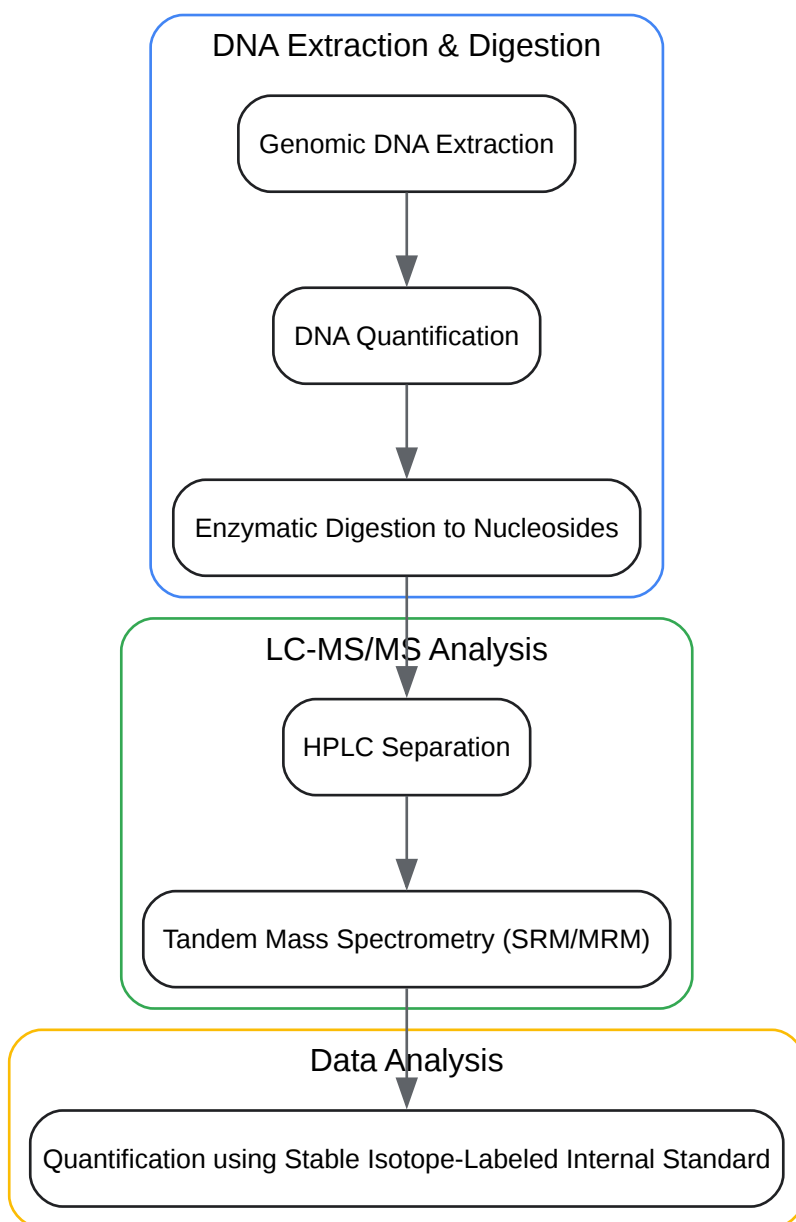 DNA Extraction & Digestion
Genomic DNA Extraction
DNA Quantification
Enzymatic Digestion to Nucleosides
LC-MS/MS Analysis
HPLC Separation
Tandem Mass Spectrometry (SRM/MRM)
Data Analysis
Quantification using Stable Isotope-Labeled Internal Standard